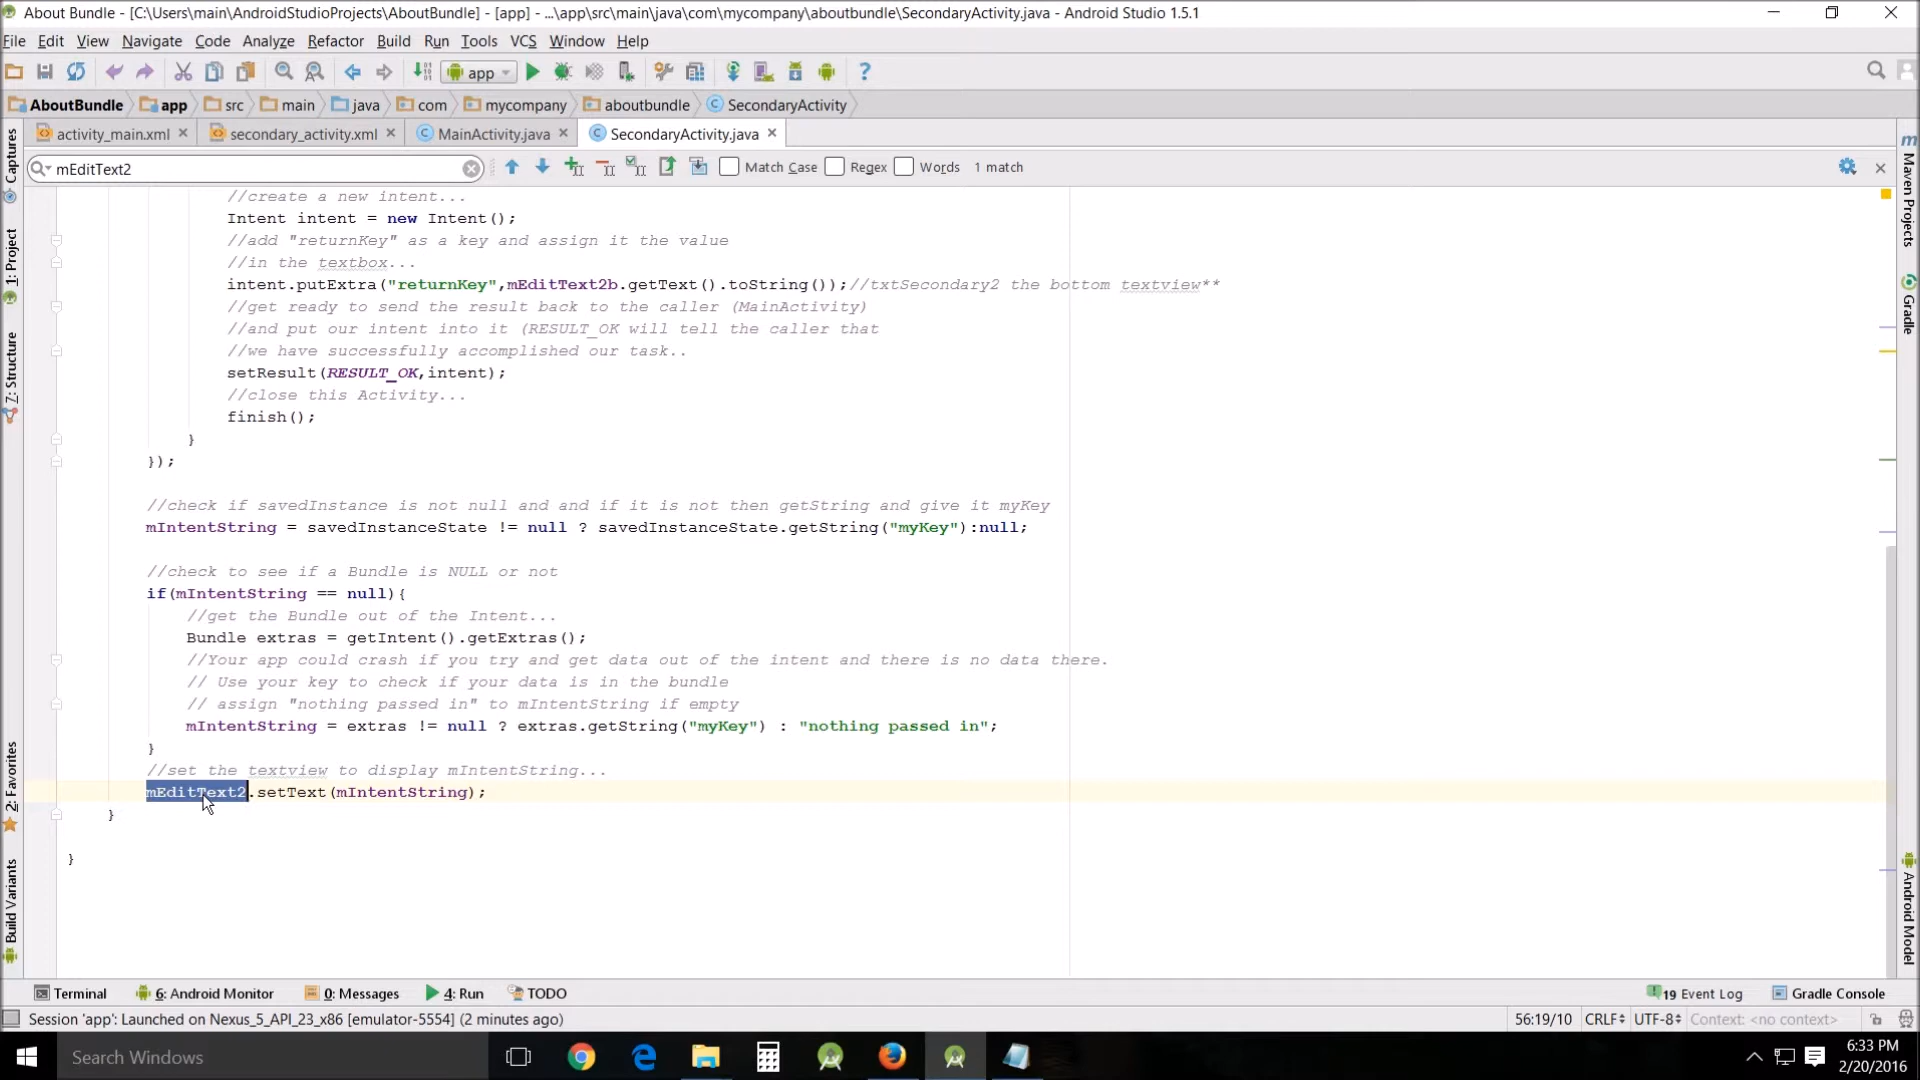 About Bundle - [C:\Users\main\AndroidStudioProjects\AboutBundle] - [app] - ...\app\src\main\java\com\mycompany\aboutbundle\SecondaryActivity.java - Android Studio 1.5.1
File Edit View Navigate Code Analyze Refactor Build Run Tools VCS Window Help
app
AboutBundle app src main java com mycompany aboutbundle SecondaryActivity
activity_main.xml secondary_activity.xml MainActivity.java SecondaryActivity.java
mEditText2 Match Case Regex Words 1 match
//create a new intent...
Intent intent = new Intent();
//add "returnKey" as a key and assign it the value
//in the textbox...
intent.putExtra("returnKey",mEditText2b.getText().toString());//txtSecondary2 the bottom textview**
//get ready to send the result back to the caller (MainActivity)
//and put our intent into it (RESULT_OK will tell the caller that
//we have successfully accomplished our task..
setResult(RESULT_OK,intent);
//close this Activity...
finish();
}
});
//check if savedInstance is not null and and if it is not then getString and give it myKey
mIntentString = savedInstanceState != null ? savedInstanceState.getString("myKey"):null;
//check to see if a Bundle is NULL or not
if(mIntentString == null){
//get the Bundle out of the Intent...
Bundle extras = getIntent().getExtras();
//Your app could crash if you try and get data out of the intent and there is no data there.
// Use your key to check if your data is in the bundle
// assign "nothing passed in" to mIntentString if empty
mIntentString = extras != null ? extras.getString("myKey") : "nothing passed in";
}
//set the textview to display mIntentString...
mEditText2.setText(mIntentString);
}
}
Captures
1: Project
7: Structure
2: Favorites
Build Variants
Maven Projects
Gradle
Android Model
Terminal 6: Android Monitor 0: Messages 4: Run TODO 19 Event Log Gradle Console
Session 'app': Launched on Nexus_5_API_23_x86 [emulator-5554] (2 minutes ago) 56:19/10 CRLF UTF-8 Context: <no context>
Search Windows
6:33 PM
2/20/2016